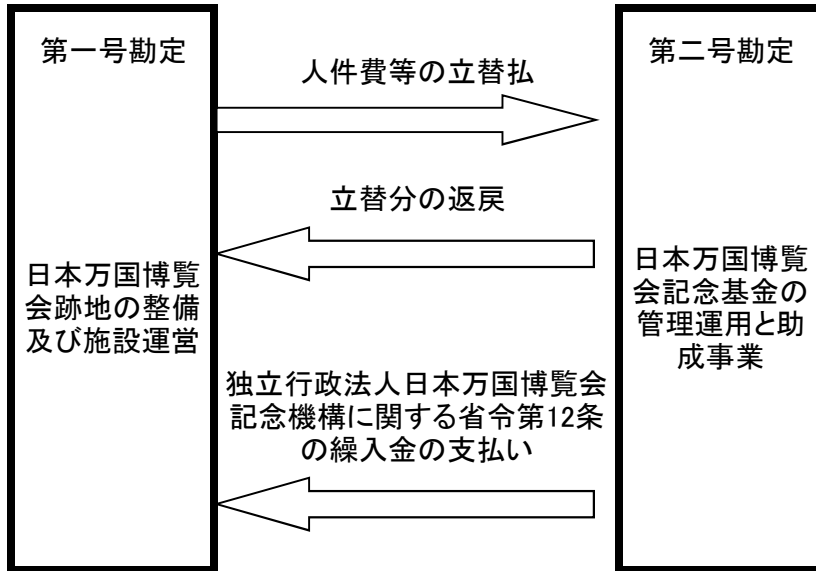 第一号勘定
日本万国博覧
会跡地の整備
及び施設運営
人件費等の立替払
立替分の返戻
独立行政法人日本万国博覧会
記念機構に関する省令第12条
の繰入金の支払い
第二号勘定
日本万国博覧
会記念基金の
管理運用と助
成事業